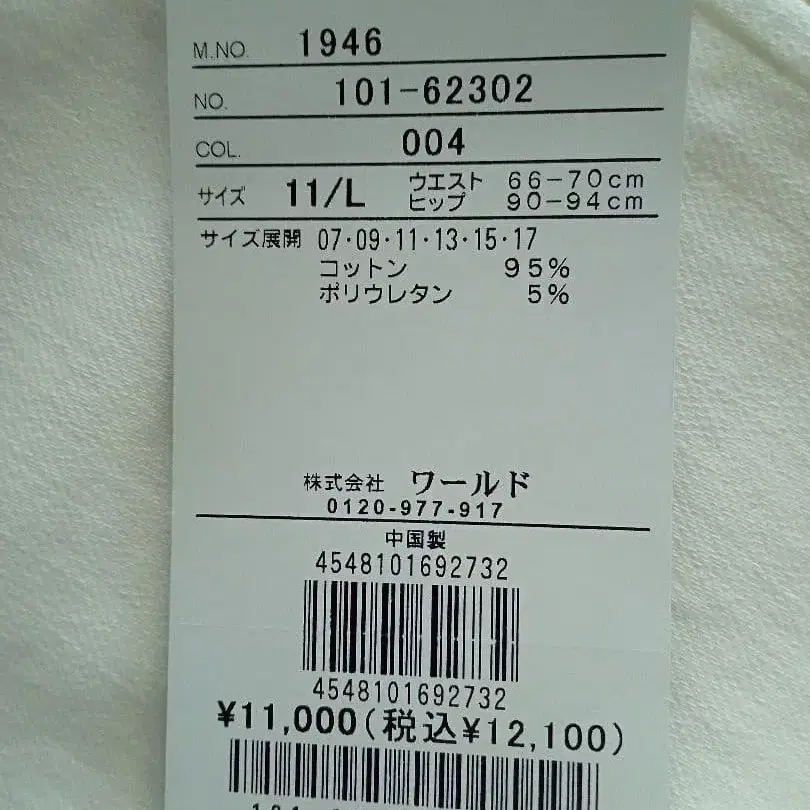 M.NO. 1946
NO. 101-62302
COL. 004
サイズ 11/L ウエスト 66-70cm
ヒップ 90-94cm
サイズ展開 07・09・11・13・15・17
コットン 95%
ポリウレタン 5%
株式会社 ワールド
0120-977-917
中国製
4548101692732
4548101692732
¥11,000(税込¥12,100)